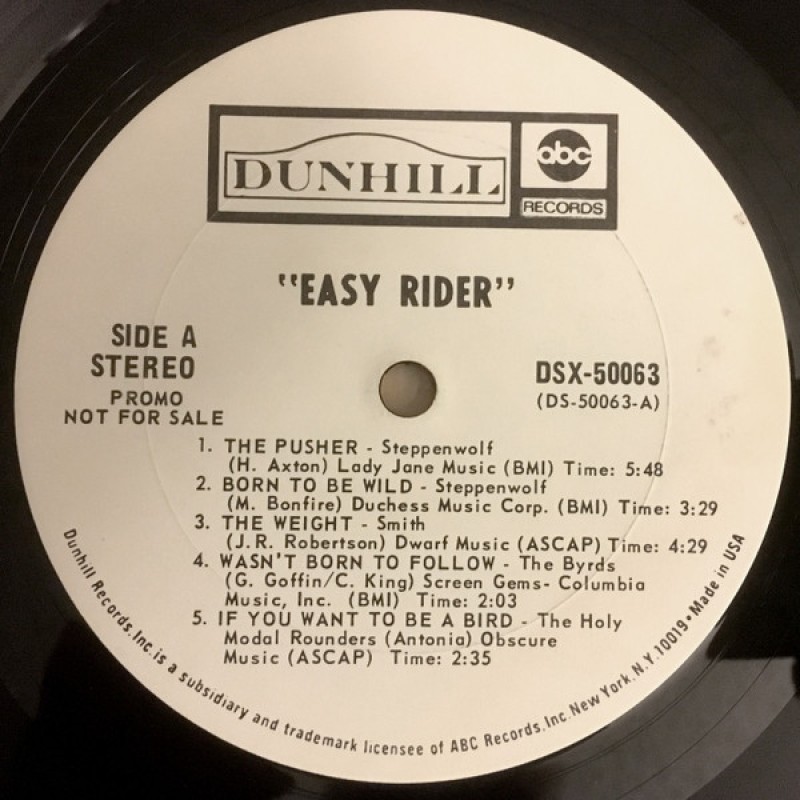 DUNHILL
abc
RECORDS
"EASY RIDER"
SIDE A
STEREO
PROMO
NOT FOR SALE
DSX-50063
(DS-50063-A)
1. THE PUSHER - Steppenwolf
(H. Axton) Lady Jane Music (BMI) Time: 5:48
2. BORN TO BE WILD - Steppenwolf
(M. Bonfire) Duchess Music Corp. (BMI) Time: 3:29
3. THE WEIGHT - Smith
(J.R. Robertson) Dwarf Music (ASCAP) Time: 4:29
4. WASN'T BORN TO FOLLOW - The Byrds
(G. Goffin/C. King) Screen Gems- Columbia
Music, Inc. (BMI) Time: 2:03
5. IF YOU WANT TO BE A BIRD - The Holy
Modal Rounders (Antonia) Obscure
Music (ASCAP) Time: 2:35
Dunhill Records, Inc. is a subsidiary and trademark licensee of ABC Records, Inc. New York, N.Y. 10019 • Made in USA